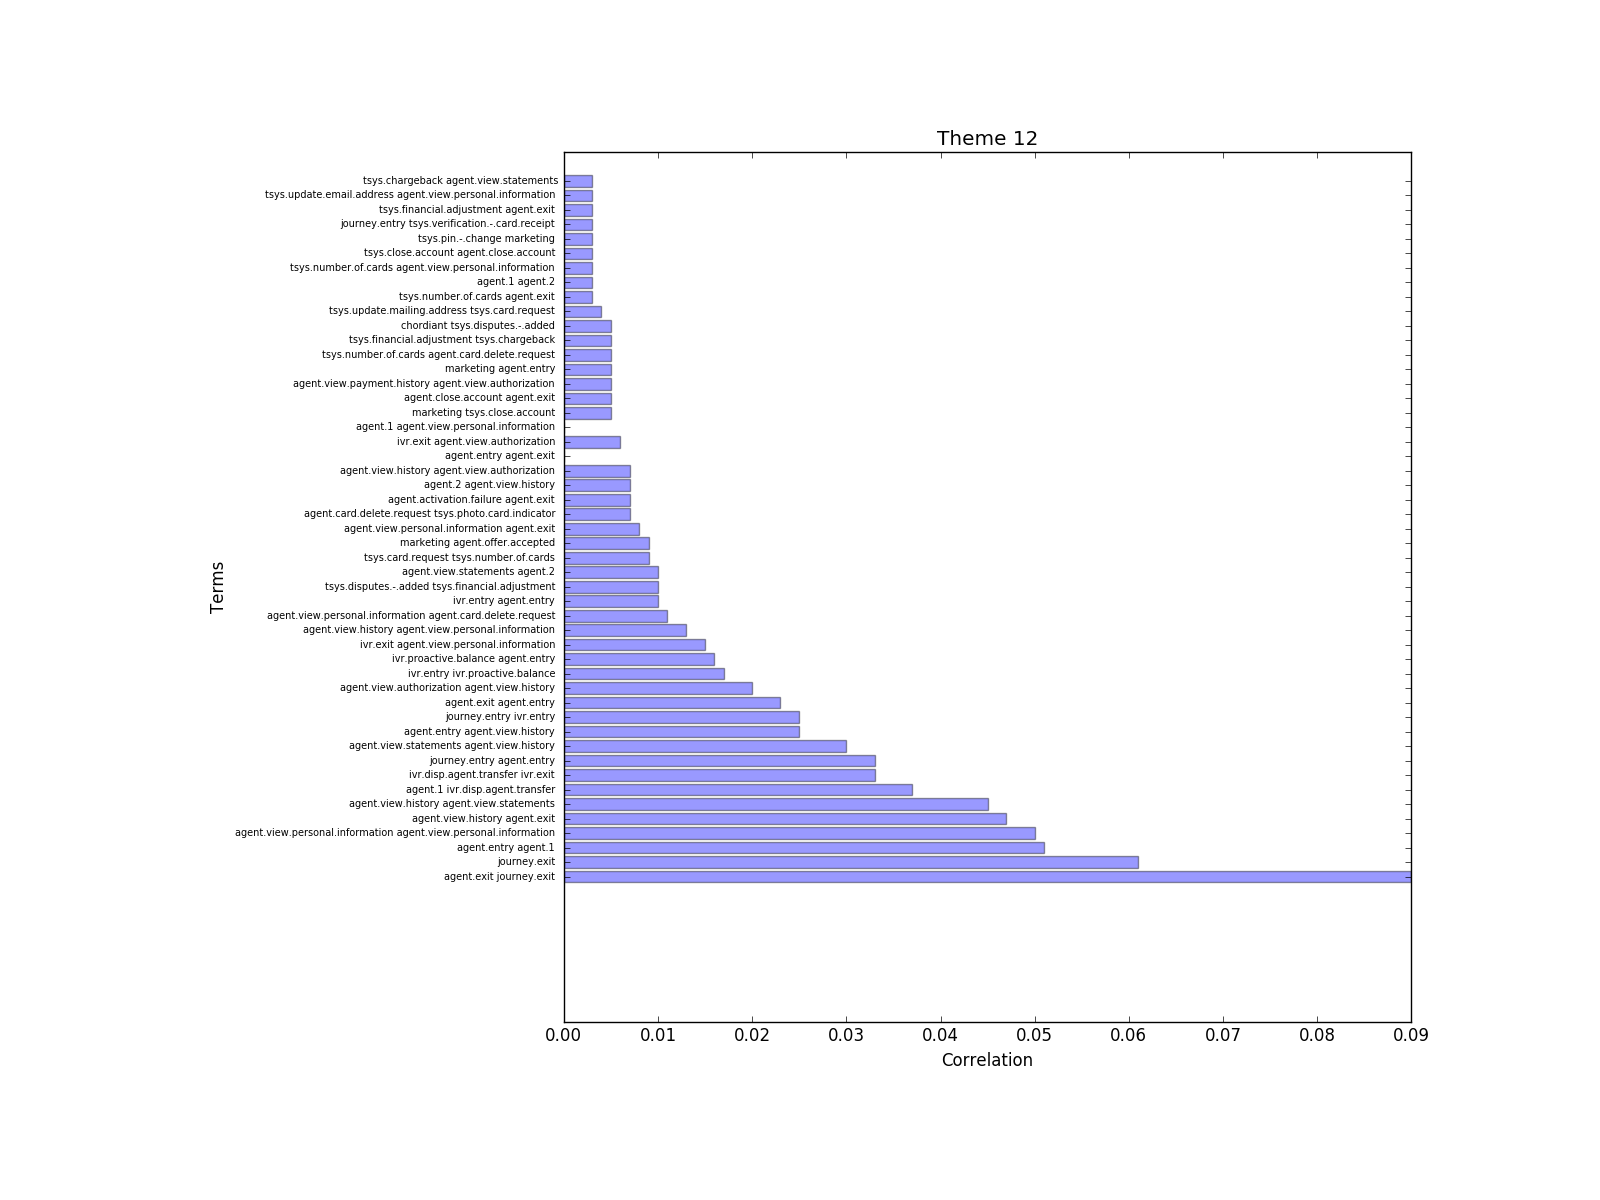 Theme 12
tsys.chargeback agent.view.statements
tsys.update.email.address agent.view.personal.information
tsys.financial.adjustment agent.exit
journey.entry tsys.verification.-.card.receipt
tsys.pin.-.change marketing
tsys.close.account agent.close.account
tsys.number.of.cards agent.view.personal.information
agent.1 agent.2
tsys.number.of.cards agent.exit
tsys.update.mailing.address tsys.card.request
chordiant tsys.disputes.-.added
tsys.financial.adjustment tsys.chargeback
tsys.number.of.cards agent.card.delete.request
marketing agent.entry
agent.view.payment.history agent.view.authorization
agent.close.account agent.exit
marketing tsys.close.account
agent.1 agent.view.personal.information
ivr.exit agent.view.authorization
agent.entry agent.exit
agent.view.history agent.view.authorization
agent.2 agent.view.history
agent.activation.failure agent.exit
agent.card.delete.request tsys.photo.card.indicator
agent.view.personal.information agent.exit
marketing agent.offer.accepted
tsys.card.request tsys.number.of.cards
agent.view.statements agent.2
tsys.disputes.-.added tsys.financial.adjustment
ivr.entry agent.entry
agent.view.personal.information agent.card.delete.request
agent.view.history agent.view.personal.information
ivr.exit agent.view.personal.information
ivr.proactive.balance agent.entry
ivr.entry ivr.proactive.balance
agent.view.authorization agent.view.history
agent.exit agent.entry
journey.entry ivr.entry
agent.entry agent.view.history
agent.view.statements agent.view.history
journey.entry agent.entry
ivr.disp.agent.transfer ivr.exit
agent.1 ivr.disp.agent.transfer
agent.view.history agent.view.statements
agent.view.history agent.exit
agent.view.personal.information agent.view.personal.information
agent.entry agent.1
journey.exit
agent.exit journey.exit
Terms
0.00 0.01 0.02 0.03 0.04 0.05 0.06 0.07 0.08 0.09
Correlation